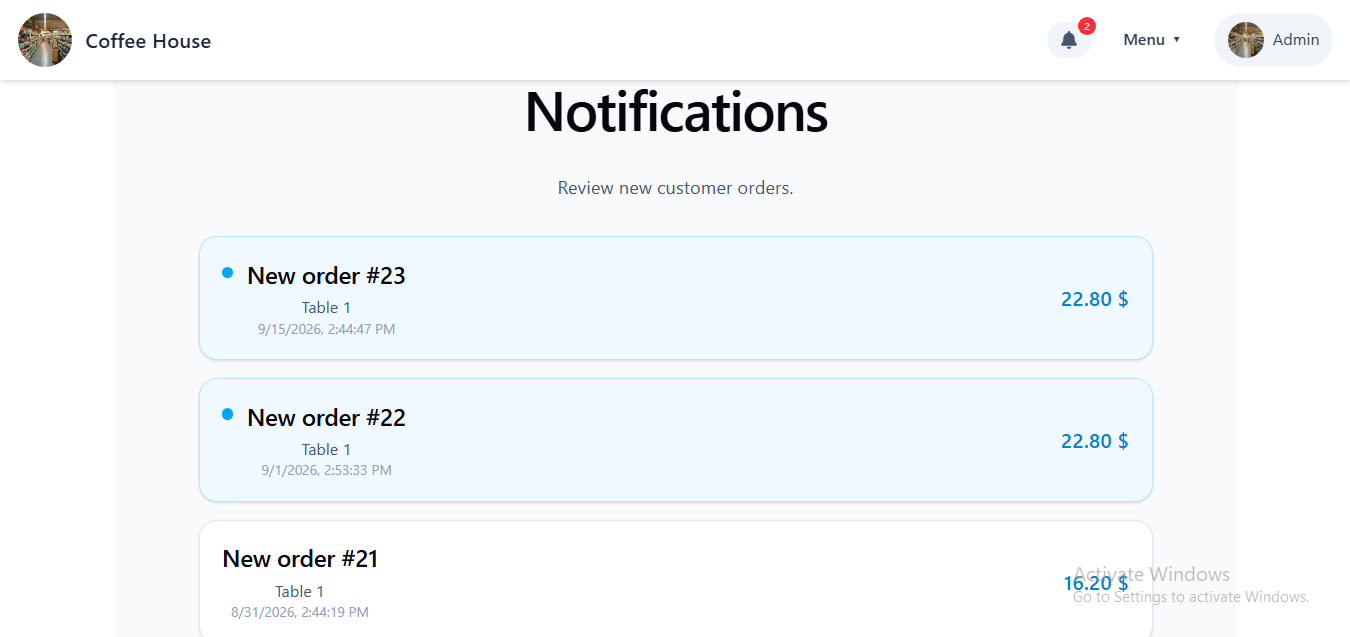 Coffee House
2
Menu ▼
Admin
Notifications
Review new customer orders.
New order #23
Table 1
9/15/2026, 2:44:47 PM
22.80 $
New order #22
Table 1
9/1/2026, 2:53:33 PM
22.80 $
New order #21
Table 1
8/31/2026, 2:44:19 PM
16.20 $
Activate Windows
Go to Settings to activate Windows.